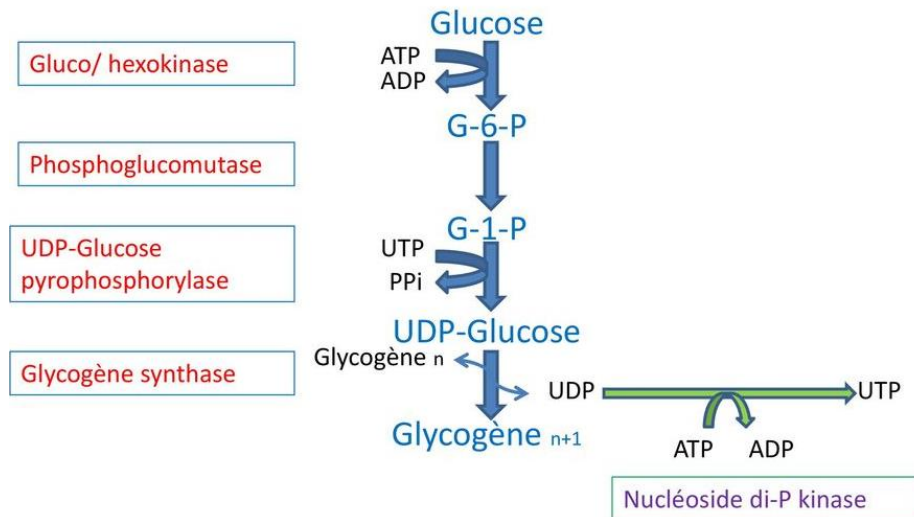 Glucose
Gluco/ hexokinase
ATP
ADP
G-6-P
Phosphoglucomutase
G-1-P
UDP-Glucose
pyrophosphorylase
UTP
PPi
UDP-Glucose
Glycogène synthase
Glycogène n
UDP
UTP
Glycogène n+1
ATP
ADP
Nucléoside di-P kinase